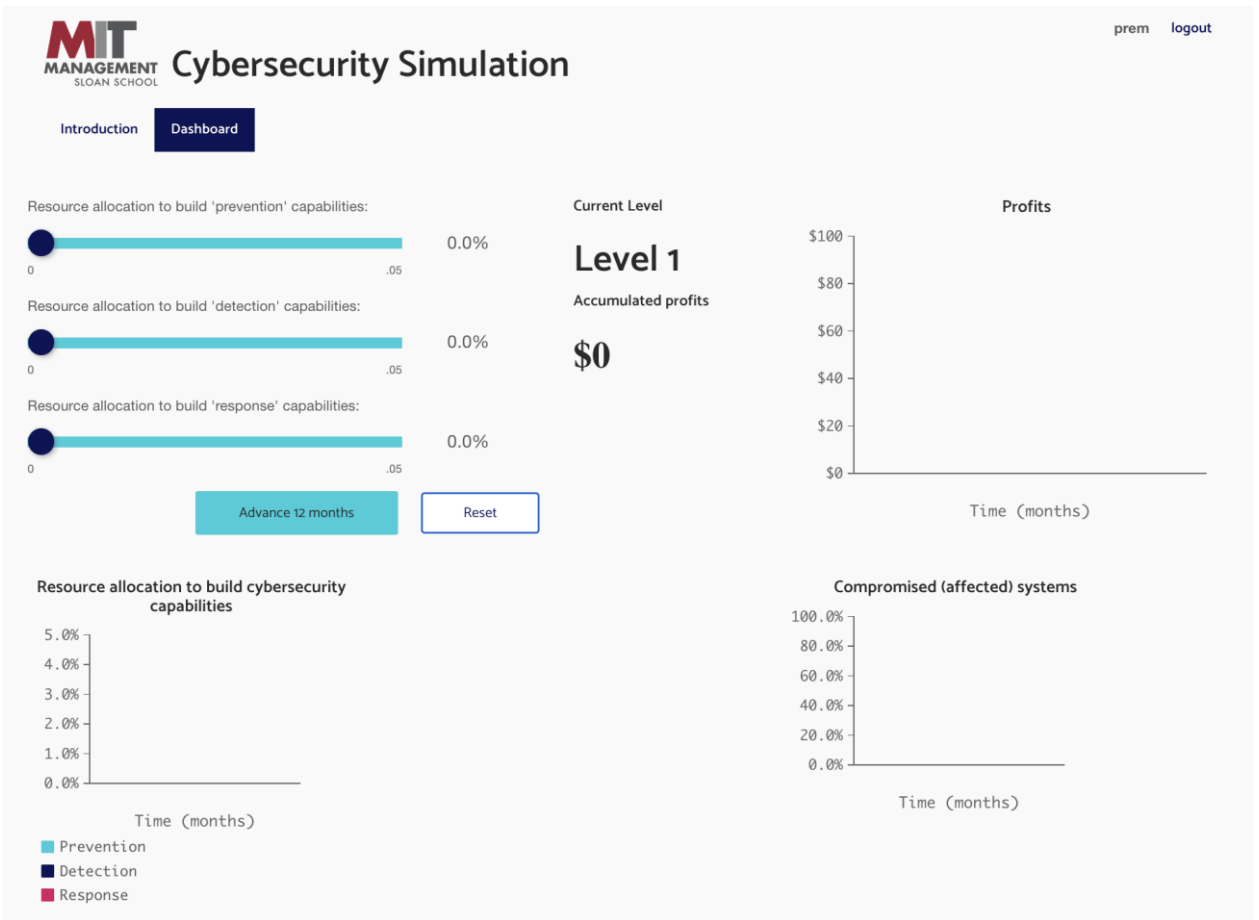 prem logout
MIT
MANAGEMENT
SLOAN SCHOOL
Cybersecurity Simulation
Introduction Dashboard
Resource allocation to build 'prevention' capabilities:
0.0%
0 .05
Resource allocation to build 'detection' capabilities:
0.0%
0 .05
Resource allocation to build 'response' capabilities:
0.0%
0 .05
Advance 12 months Reset
Current Level
Level 1
Accumulated profits
$0
Profits
$100
$80
$60
$40
$20
$0
Time (months)
Resource allocation to build cybersecurity
capabilities
5.0%
4.0%
3.0%
2.0%
1.0%
0.0%
Time (months)
Prevention
Detection
Response
Compromised (affected) systems
100.0%
80.0%
60.0%
40.0%
20.0%
0.0%
Time (months)